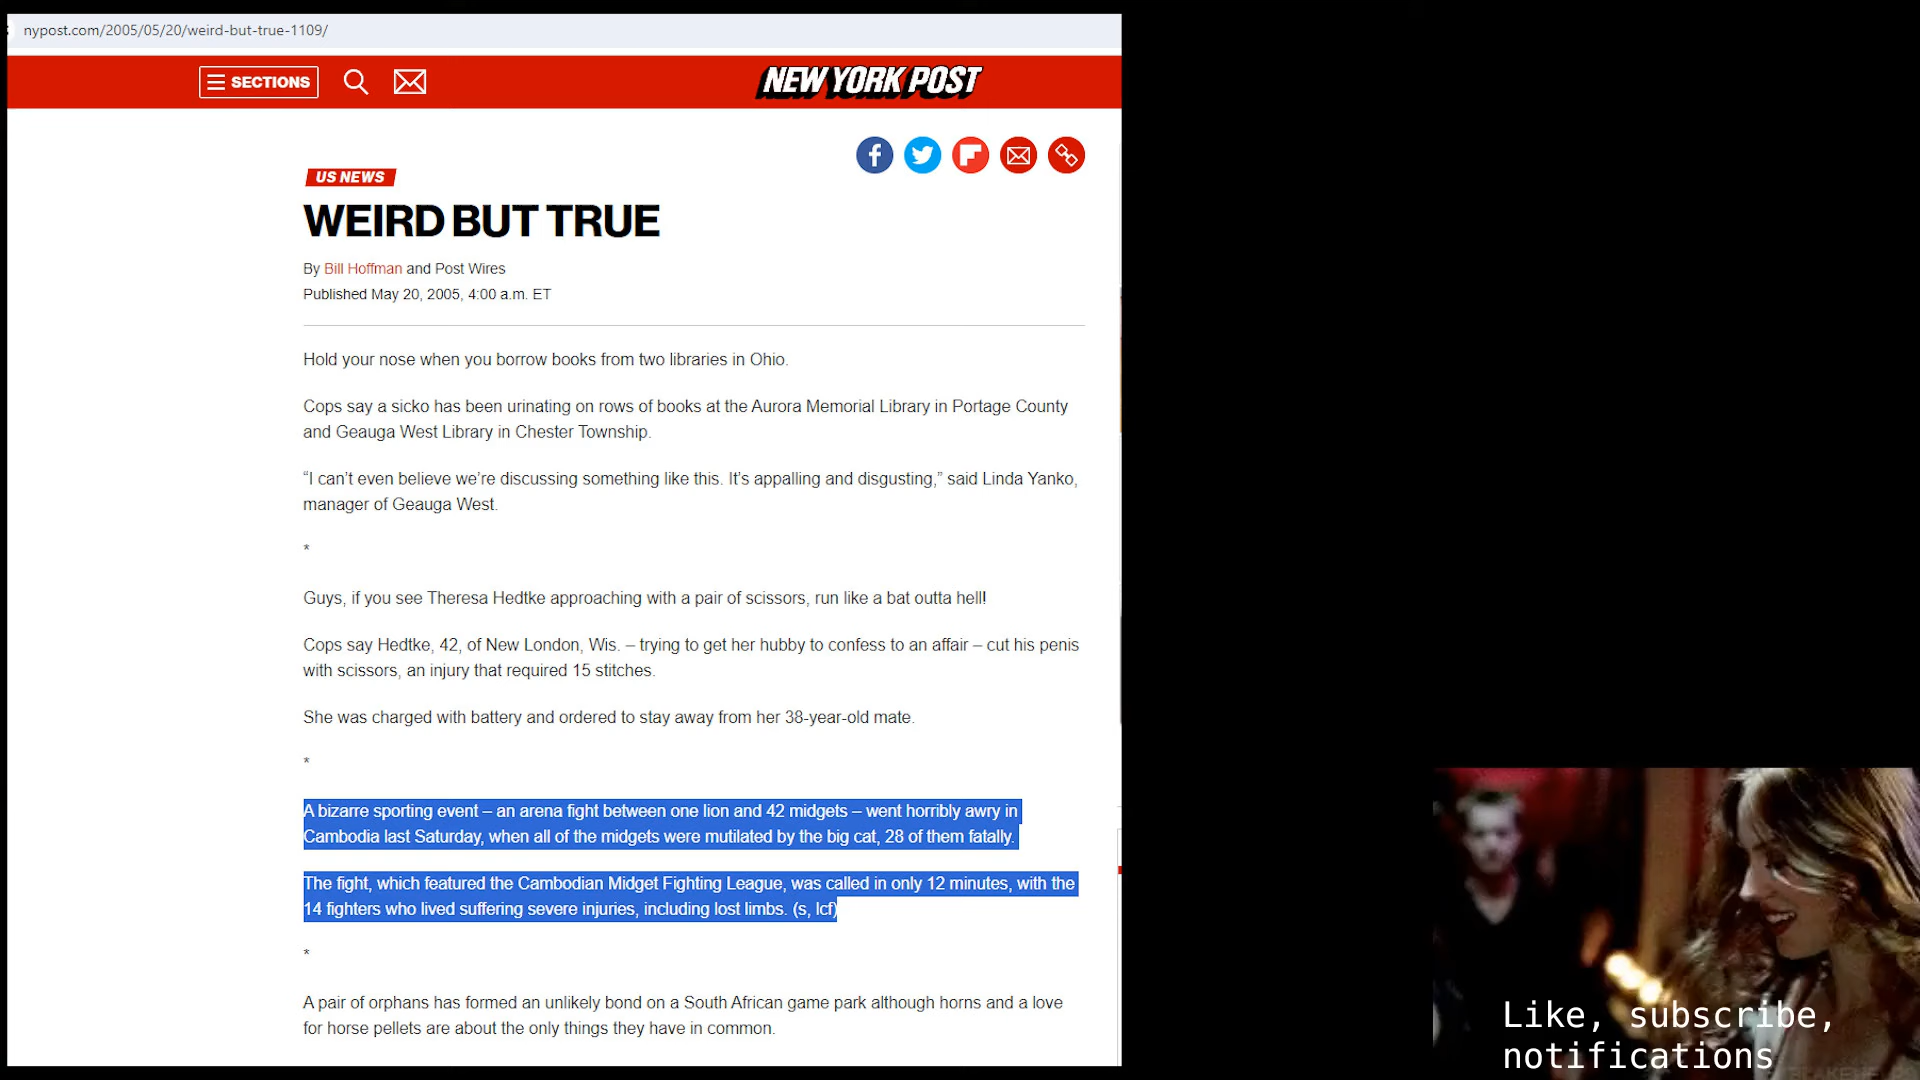 nypost.com/2005/05/20/weird-but-true-1109/
SECTIONS
NEW YORK POST
US NEWS
WEIRD BUT TRUE
By Bill Hoffman and Post Wires
Published May 20, 2005, 4:00 a.m. ET
Hold your nose when you borrow books from two libraries in Ohio.
Cops say a sicko has been urinating on rows of books at the Aurora Memorial Library in Portage County
and Geauga West Library in Chester Township.
“I can’t even believe we’re discussing something like this. It’s appalling and disgusting,” said Linda Yanko,
manager of Geauga West.
*
Guys, if you see Theresa Hedtke approaching with a pair of scissors, run like a bat outta hell!
Cops say Hedtke, 42, of New London, Wis. – trying to get her hubby to confess to an affair – cut his penis
with scissors, an injury that required 15 stitches.
She was charged with battery and ordered to stay away from her 38-year-old mate.
*
A bizarre sporting event – an arena fight between one lion and 42 midgets – went horribly awry in
Cambodia last Saturday, when all of the midgets were mutilated by the big cat, 28 of them fatally.
The fight, which featured the Cambodian Midget Fighting League, was called in only 12 minutes, with the
14 fighters who lived suffering severe injuries, including lost limbs. (s, lcf)
*
A pair of orphans has formed an unlikely bond on a South African game park although horns and a love
for horse pellets are about the only things they have in common.
Like, subscribe,
notifications